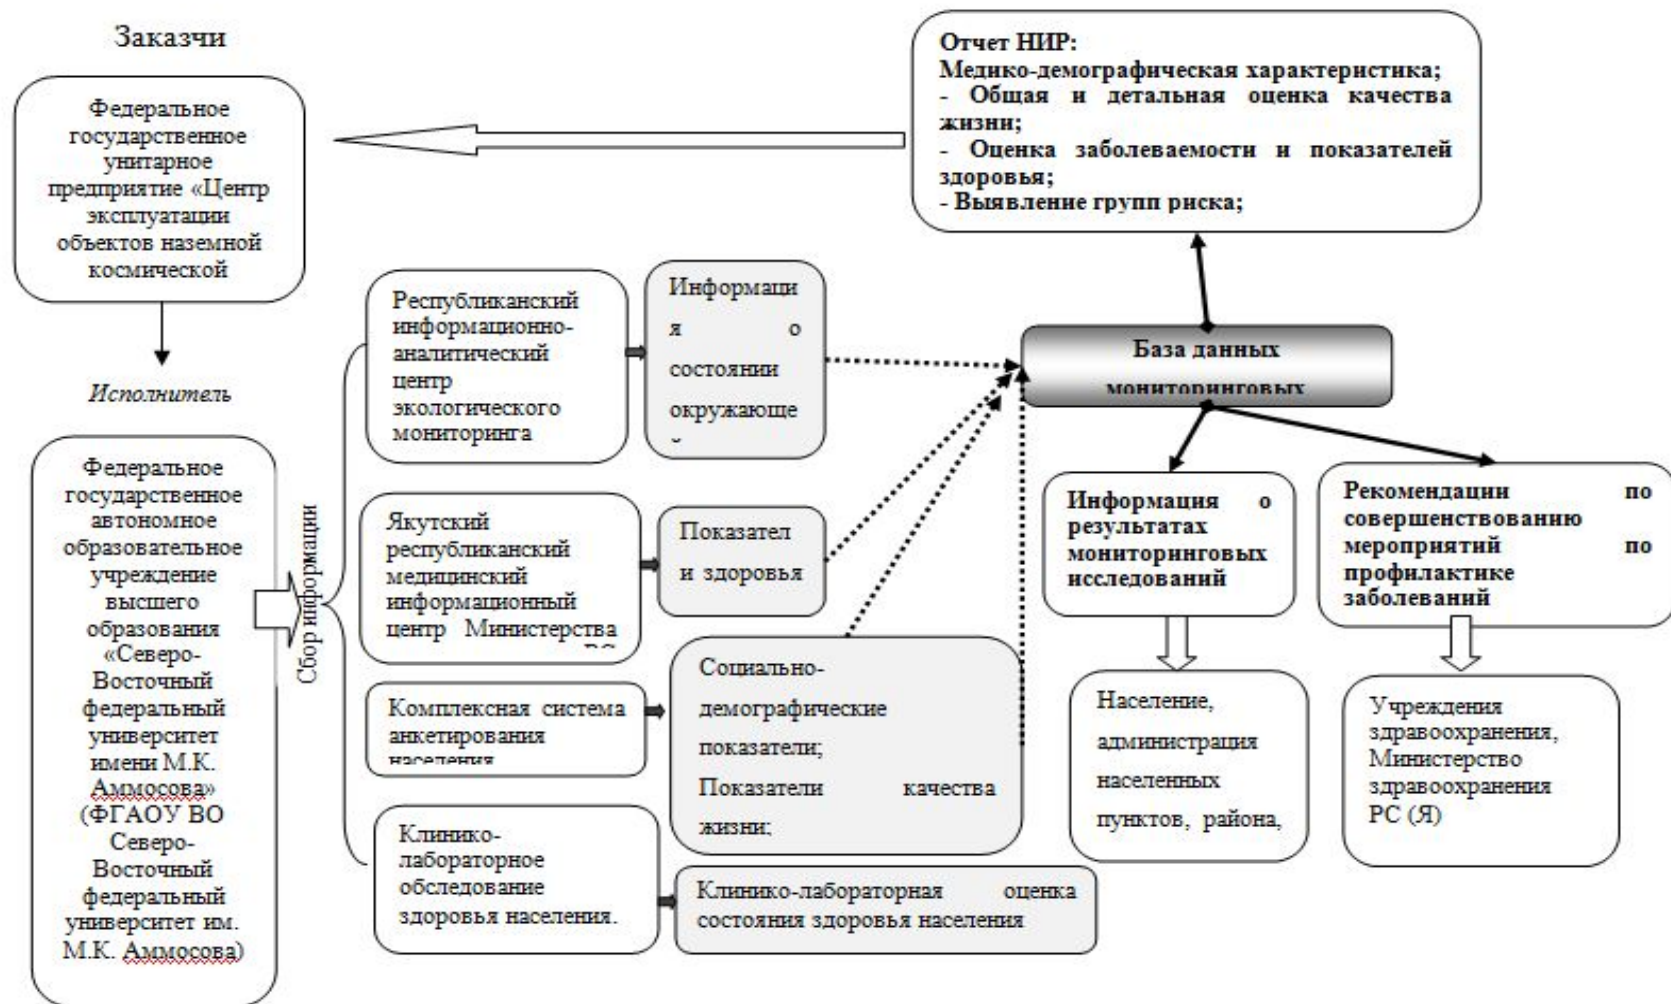 Заказчи
Федеральное
государственное
унитарное
предприятие «Центр
эксплуатации
объектов наземной
космической
Исполнитель
Федеральное
государственное
автономное
образовательное
учреждение
высшего
образования
«Северо-
Восточный
федеральный
университет
имени М.К.
Аммосова»
(ФГАОУ ВО
Северо-
Восточный
федеральный
университет им.
М.К. Аммосова)
Сбор информации
Республиканский
информационно-
аналитический
центр
экологического
мониторинга
Якутский
республиканский
медицинский
информационный
центр Министерства
Комплексная система
анкетирования
населения
Клинико-
лабораторное
обследование
здоровья населения.
Информаци
я о
состоянии
окружающе
Показател
и здоровья
Социально-
демографические
показатели;
Показатели качества
жизни;
Клинико-лабораторная оценка
состояния здоровья населения
Отчет НИР:
Медико-демографическая характеристика;
- Общая и детальная оценка качества
жизни;
- Оценка заболеваемости и показателей
здоровья;
- Выявление групп риска;
База данных
мониторинговых
Информация о
результатах
мониторинговых
исследований
Рекомендации по
совершенствованию
мероприятий по
профилактике
заболеваний
Население,
администрация
населенных
пунктов, района,
Учреждения
здравоохранения,
Министерство
здравоохранения
РС (Я)